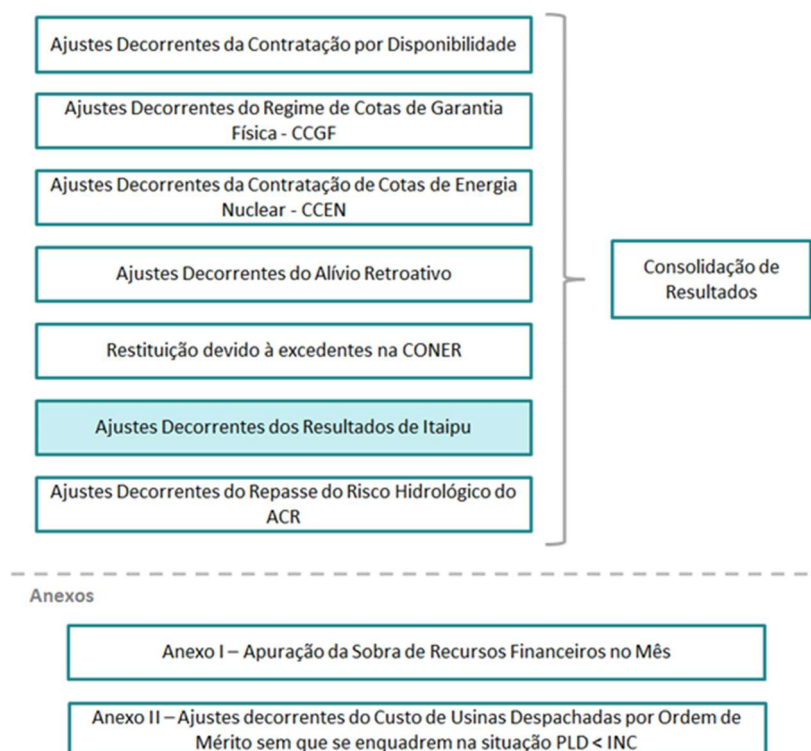 Ajustes Decorrentes da Contratação por Disponibilidade
Ajustes Decorrentes do Regime de Cotas de Garantia
Física - CCGF
Ajustes Decorrentes da Contratação de Cotas de Energia
Nuclear - CCEN
Ajustes Decorrentes do Alívio Retroativo
Restituição devido à excedentes na CONER
Ajustes Decorrentes dos Resultados de Itaipu
Ajustes Decorrentes do Repasse do Risco Hidrológico do
ACR
Consolidação de
Resultados
Anexos
Anexo I – Apuração da Sobra de Recursos Financeiros no Mês
Anexo II – Ajustes decorrentes do Custo de Usinas Despachadas por Ordem de
Mérito sem que se enquadrem na situação PLD < INC